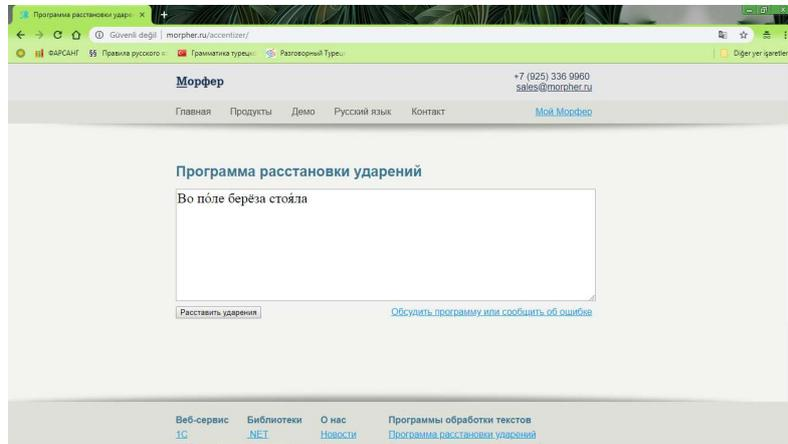 Программа расстановки ударе
Güvenli değil | morpher.ru/accentizer/
ФАРСАНГ
§§ Правила русского я
Грамматика турецко
Разговорный Турец
Diğer yer işaretler
Морфер
+7 (925) 336 9960
sales@morpher.ru
Главная Продукты Демо Русский язык Контакт Мой Морфер
Программа расстановки ударений
Во по́ле берёза стоя́ла
Расставить ударения Обсудить программу или сообщить об ошибке
Веб-сервис Библиотеки О нас Программы обработки текстов
1С .NET Новости Программа расстановки ударений